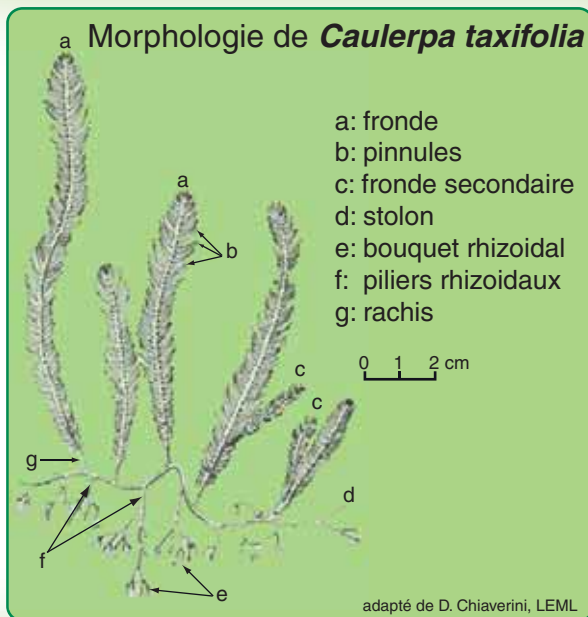 Morphologie de Caulerpa taxifolia
a
a: fronde
b: pinnules
c: fronde secondaire
d: stolon
e: bouquet rhizoidal
f: piliers rhizoidaux
g: rachis
a
b
0 1 2 cm
c
c
g
d
f
e
adapté de D. Chiaverini, LEML